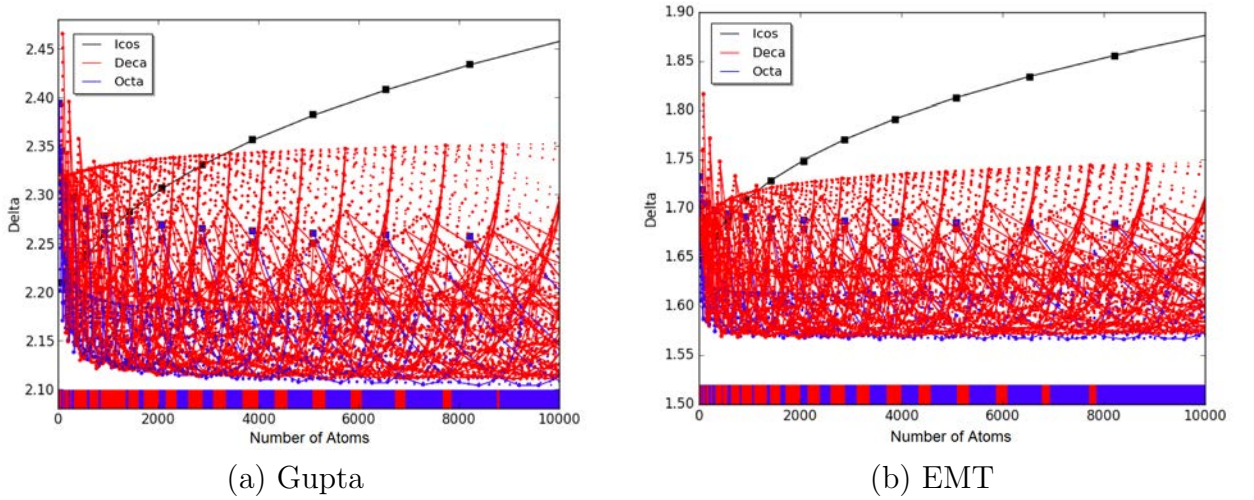 Delta
2.45
2.40
2.35
2.30
2.25
2.20
2.15
2.10
Icos
Deca
Octa
0 2000 4000 6000 8000 10000
Number of Atoms
(a) Gupta
Delta
1.90
1.85
1.80
1.75
1.70
1.65
1.60
1.55
1.50
Icos
Deca
Octa
0 2000 4000 6000 8000 10000
Number of Atoms
(b) EMT